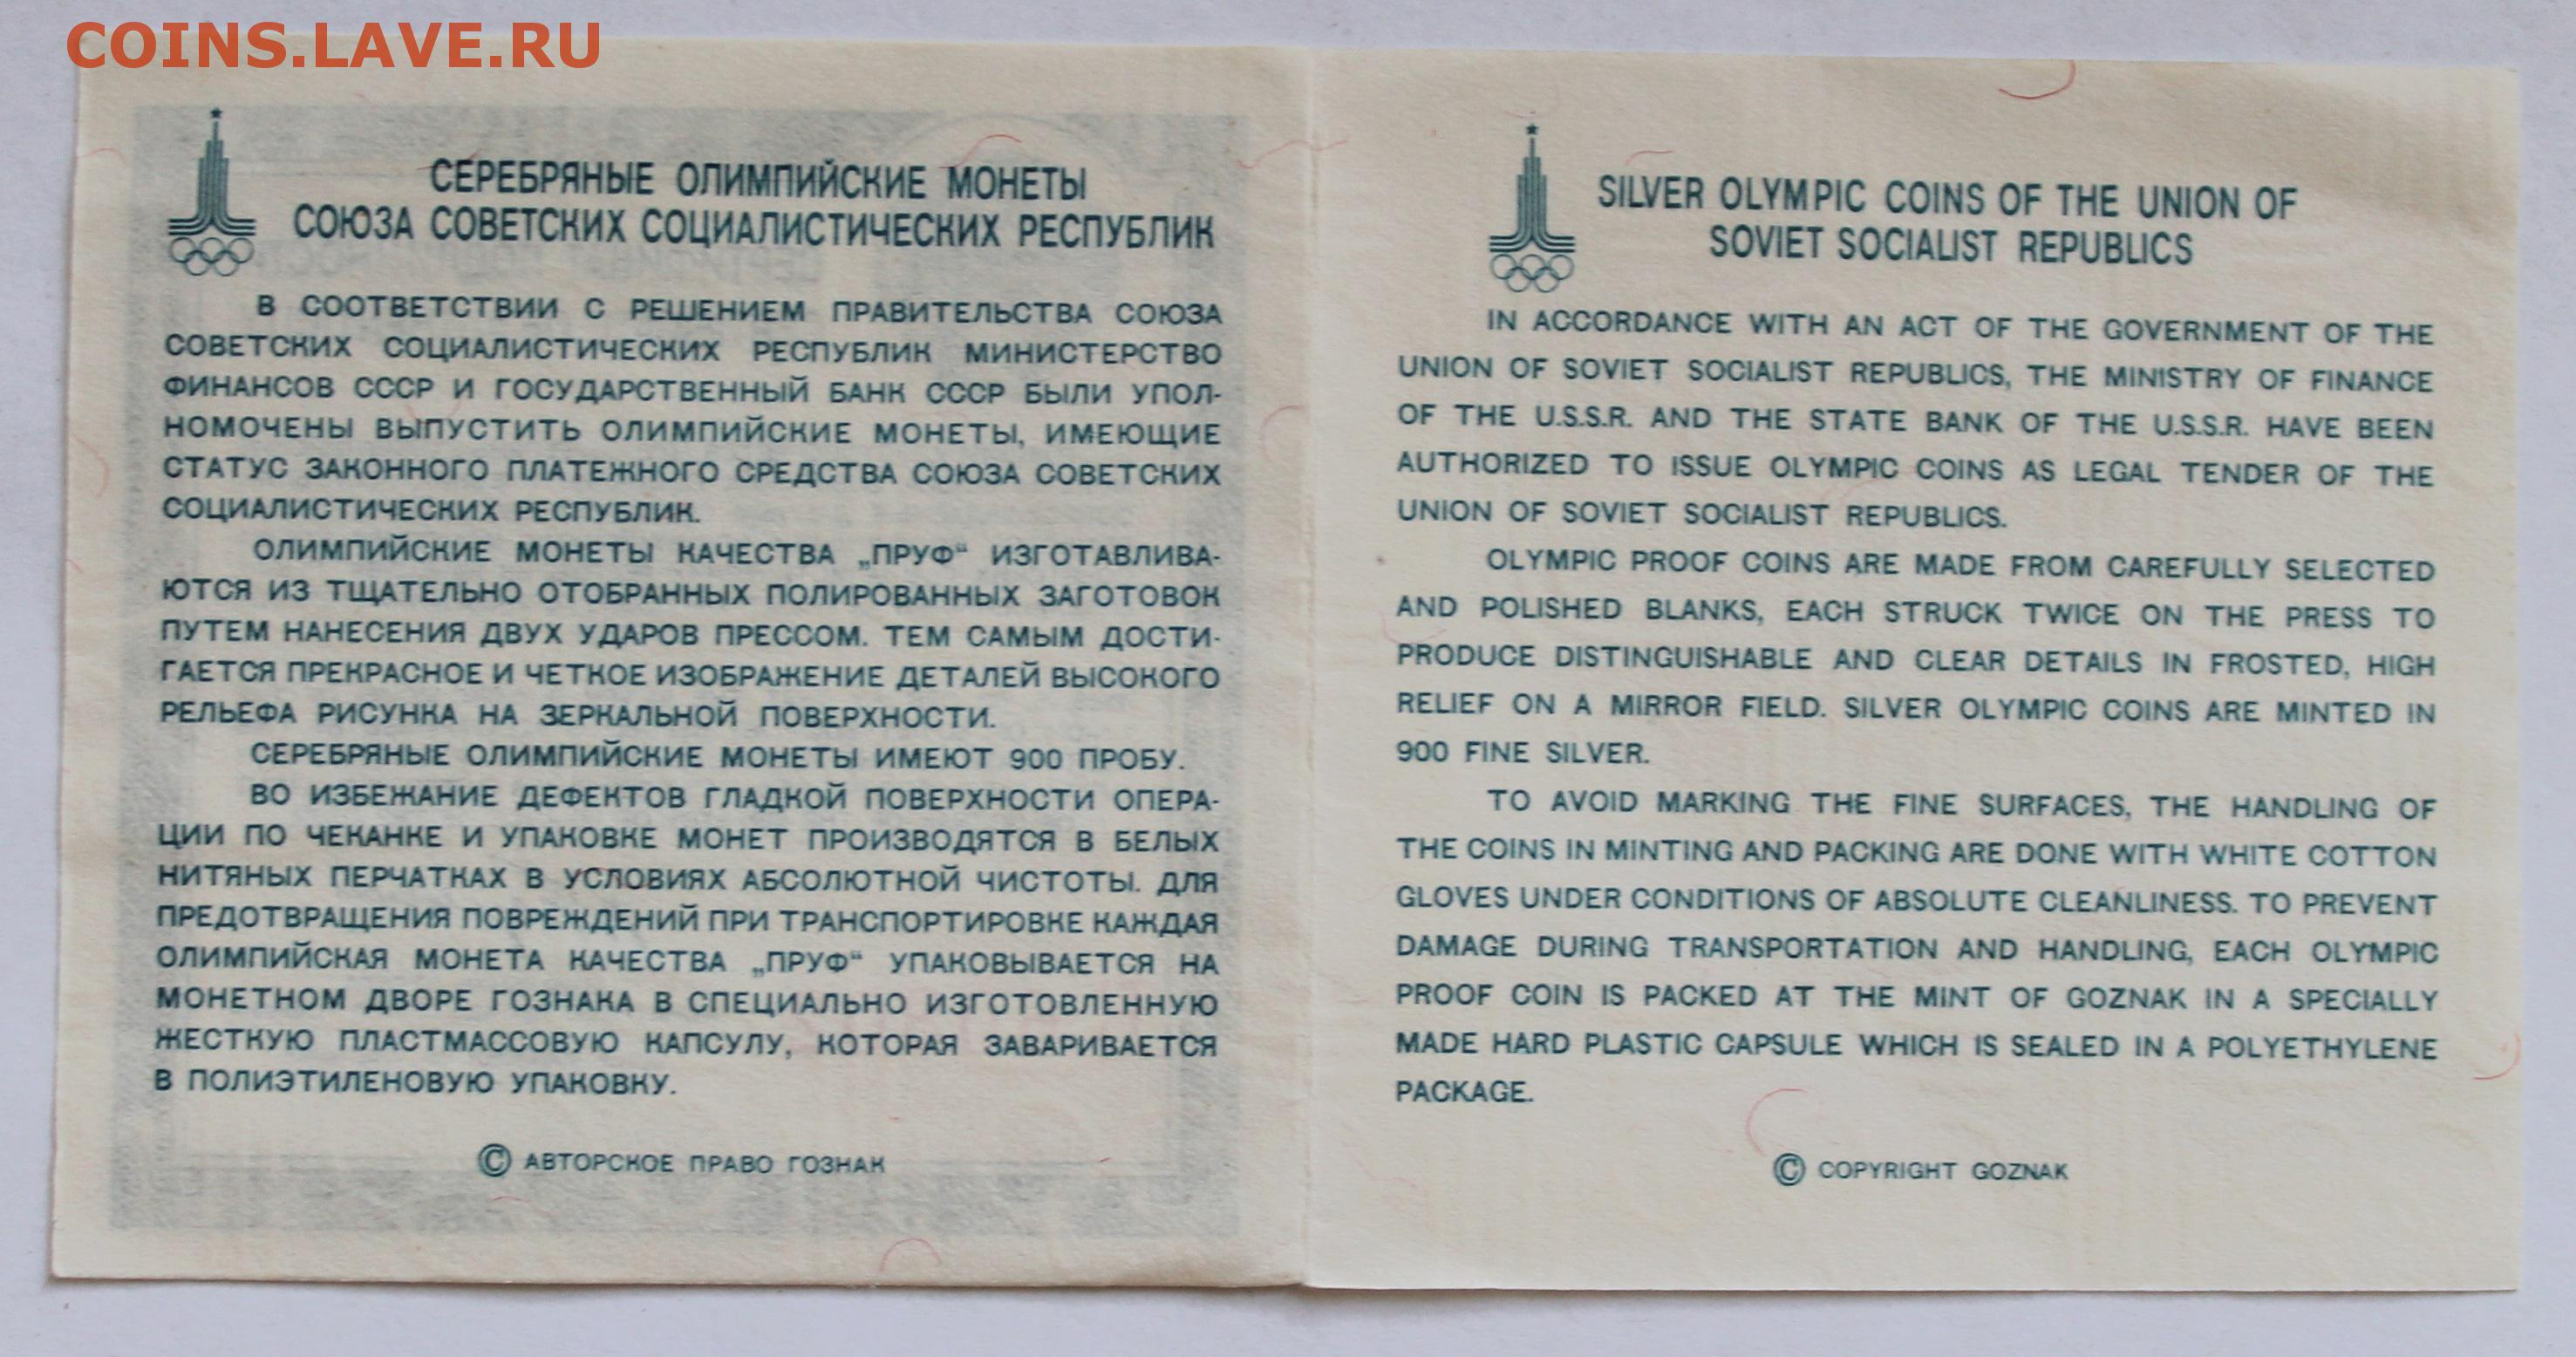 COINS.LAVE.RU
СЕРЕБРЯНЫЕ ОЛИМПИЙСКИЕ МОНЕТЫ
СОЮЗА СОВЕТСКИХ СОЦИАЛИСТИЧЕСКИХ РЕСПУБЛИК
В СООТВЕТСТВИИ С РЕШЕНИЕМ ПРАВИТЕЛЬСТВА СОЮЗА
СОВЕТСКИХ СОЦИАЛИСТИЧЕСКИХ РЕСПУБЛИК МИНИСТЕРСТВО
ФИНАНСОВ СССР И ГОСУДАРСТВЕННЫЙ БАНК СССР БЫЛИ УПОЛ-
НОМОЧЕНЫ ВЫПУСТИТЬ ОЛИМПИЙСКИЕ МОНЕТЫ, ИМЕЮЩИЕ
СТАТУС ЗАКОННОГО ПЛАТЕЖНОГО СРЕДСТВА СОЮЗА СОВЕТСКИХ
СОЦИАЛИСТИЧЕСКИХ РЕСПУБЛИК.
ОЛИМПИЙСКИЕ МОНЕТЫ КАЧЕСТВА „ПРУФ“ ИЗГОТАВЛИВА-
ЮТСЯ ИЗ ТЩАТЕЛЬНО ОТОБРАННЫХ ПОЛИРОВАННЫХ ЗАГОТОВОК
ПУТЕМ НАНЕСЕНИЯ ДВУХ УДАРОВ ПРЕССОМ. ТЕМ САМЫМ ДОСТИ-
ГАЕТСЯ ПРЕКРАСНОЕ И ЧЕТКОЕ ИЗОБРАЖЕНИЕ ДЕТАЛЕЙ ВЫСОКОГО
РЕЛЬЕФА РИСУНКА НА ЗЕРКАЛЬНОЙ ПОВЕРХНОСТИ.
СЕРЕБРЯНЫЕ ОЛИМПИЙСКИЕ МОНЕТЫ ИМЕЮТ 900 ПРОБУ.
ВО ИЗБЕЖАНИЕ ДЕФЕКТОВ ГЛАДКОЙ ПОВЕРХНОСТИ ОПЕРА-
ЦИИ ПО ЧЕКАНКЕ И УПАКОВКЕ МОНЕТ ПРОИЗВОДЯТСЯ В БЕЛЫХ
НИТЯНЫХ ПЕРЧАТКАХ В УСЛОВИЯХ АБСОЛЮТНОЙ ЧИСТОТЫ. ДЛЯ
ПРЕДОТВРАЩЕНИЯ ПОВРЕЖДЕНИЙ ПРИ ТРАНСПОРТИРОВКЕ КАЖДАЯ
ОЛИМПИЙСКАЯ МОНЕТА КАЧЕСТВА „ПРУФ“ УПАКОВЫВАЕТСЯ НА
МОНЕТНОМ ДВОРЕ ГОЗНАКА В СПЕЦИАЛЬНО ИЗГОТОВЛЕННУЮ
ЖЕСТКУЮ ПЛАСТМАССОВУЮ КАПСУЛУ, КОТОРАЯ ЗАВАРИВАЕТСЯ
В ПОЛИЭТИЛЕНОВУЮ УПАКОВКУ.
© АВТОРСКОЕ ПРАВО ГОЗНАК
SILVER OLYMPIC COINS OF THE UNION OF
SOVIET SOCIALIST REPUBLICS
IN ACCORDANCE WITH AN ACT OF THE GOVERNMENT OF THE
UNION OF SOVIET SOCIALIST REPUBLICS, THE MINISTRY OF FINANCE
OF THE U.S.S.R. AND THE STATE BANK OF THE U.S.S.R. HAVE BEEN
AUTHORIZED TO ISSUE OLYMPIC COINS AS LEGAL TENDER OF THE
UNION OF SOVIET SOCIALIST REPUBLICS.
OLYMPIC PROOF COINS ARE MADE FROM CAREFULLY SELECTED
AND POLISHED BLANKS, EACH STRUCK TWICE ON THE PRESS TO
PRODUCE DISTINGUISHABLE AND CLEAR DETAILS IN FROSTED, HIGH
RELIEF ON A MIRROR FIELD. SILVER OLYMPIC COINS ARE MINTED IN
900 FINE SILVER.
TO AVOID MARKING THE FINE SURFACES, THE HANDLING OF
THE COINS IN MINTING AND PACKING ARE DONE WITH WHITE COTTON
GLOVES UNDER CONDITIONS OF ABSOLUTE CLEANLINESS. TO PREVENT
DAMAGE DURING TRANSPORTATION AND HANDLING, EACH OLYMPIC
PROOF COIN IS PACKED AT THE MINT OF GOZNAK IN A SPECIALLY
MADE HARD PLASTIC CAPSULE WHICH IS SEALED IN A POLYETHYLENE
PACKAGE.
© COPYRIGHT GOZNAK